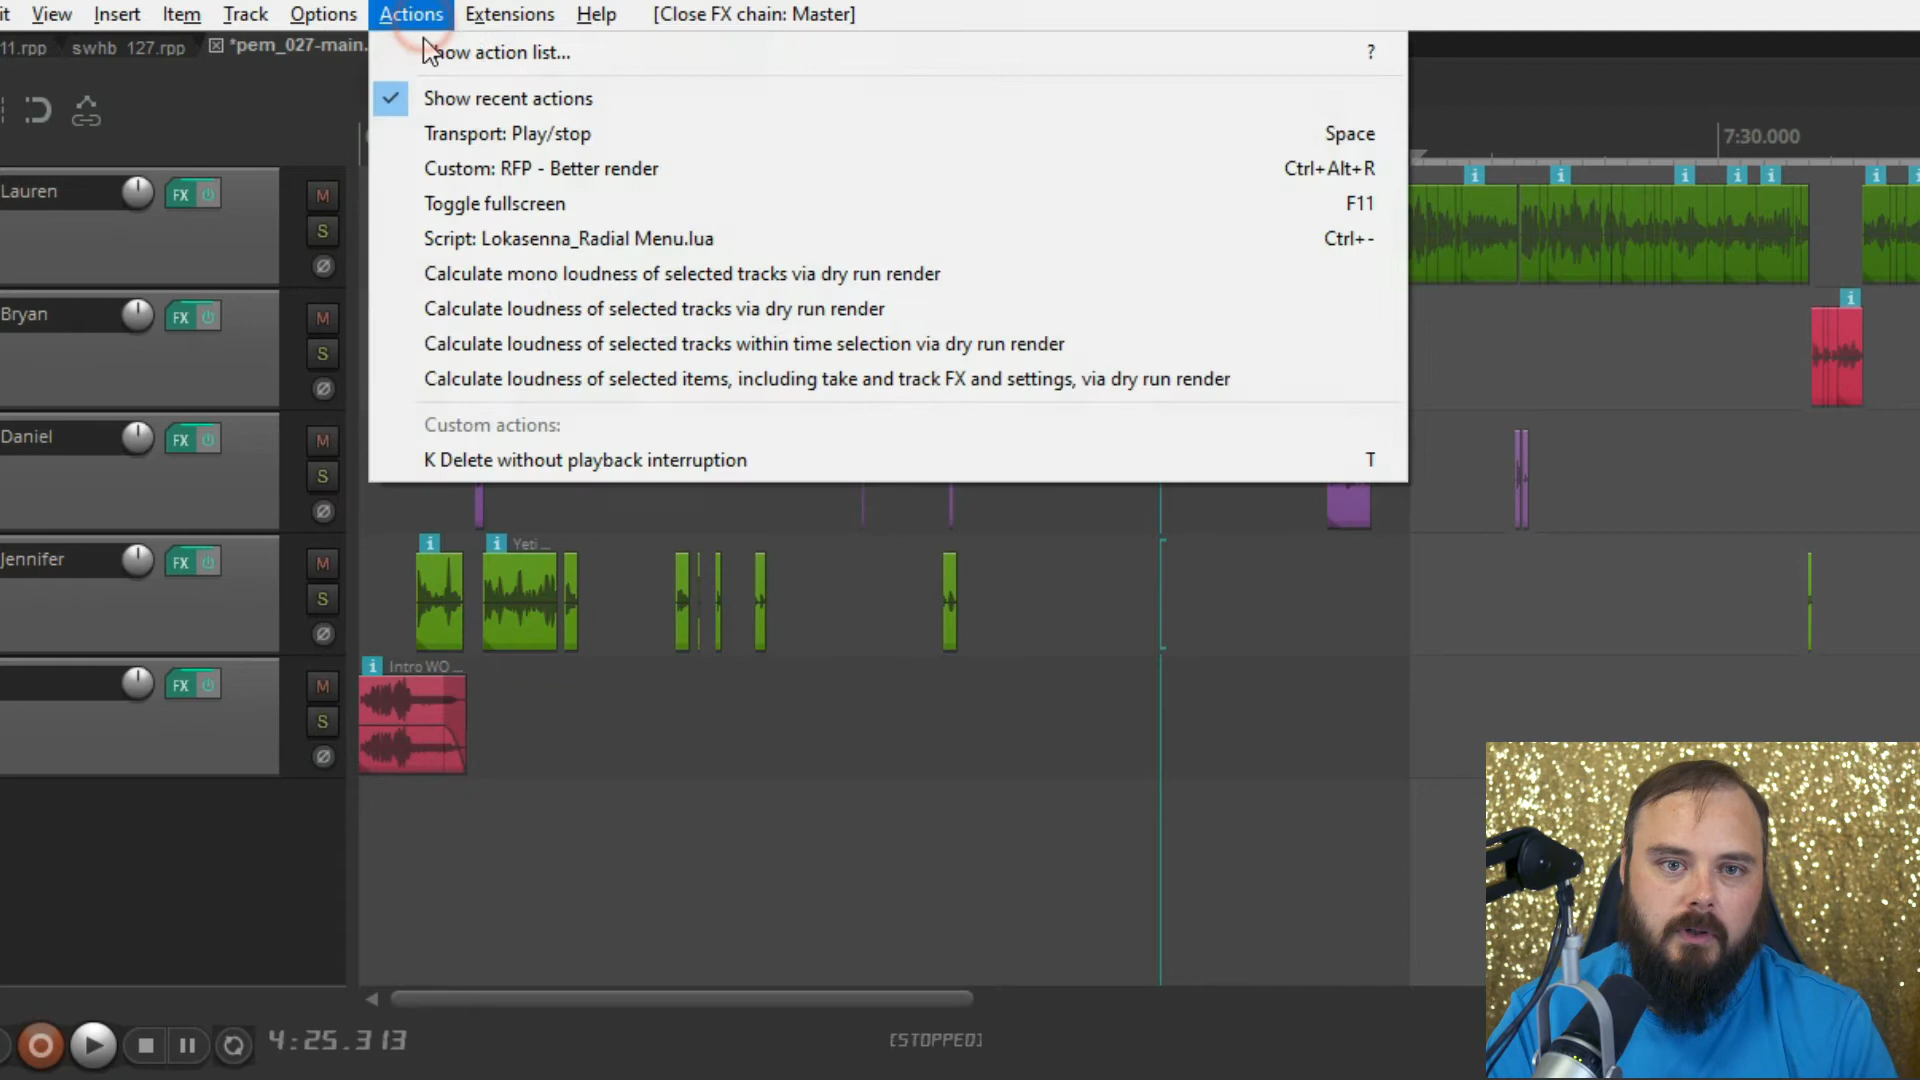 it View Insert Item Track Options Actions Extensions Help [Close FX chain: Master]
11.rpp swhb 127.rpp *pem_027-main.
how action list... ?
Show recent actions
Transport: Play/stop Space
Custom: RFP - Better render Ctrl+Alt+R
Toggle fullscreen F11
Script: Lokasenna_Radial Menu.lua Ctrl+-
Calculate mono loudness of selected tracks via dry run render
Calculate loudness of selected tracks via dry run render
Calculate loudness of selected tracks within time selection via dry run render
Calculate loudness of selected items, including take and track FX and settings, via dry run render
Custom actions:
K Delete without playback interruption T
7:30.000
Lauren FX M
S
Bryan FX M
S
Daniel FX M
S
Jennifer FX M
S
Yeti ...
FX M
S
Intro WO ...
4:25.313
[STOPPED]